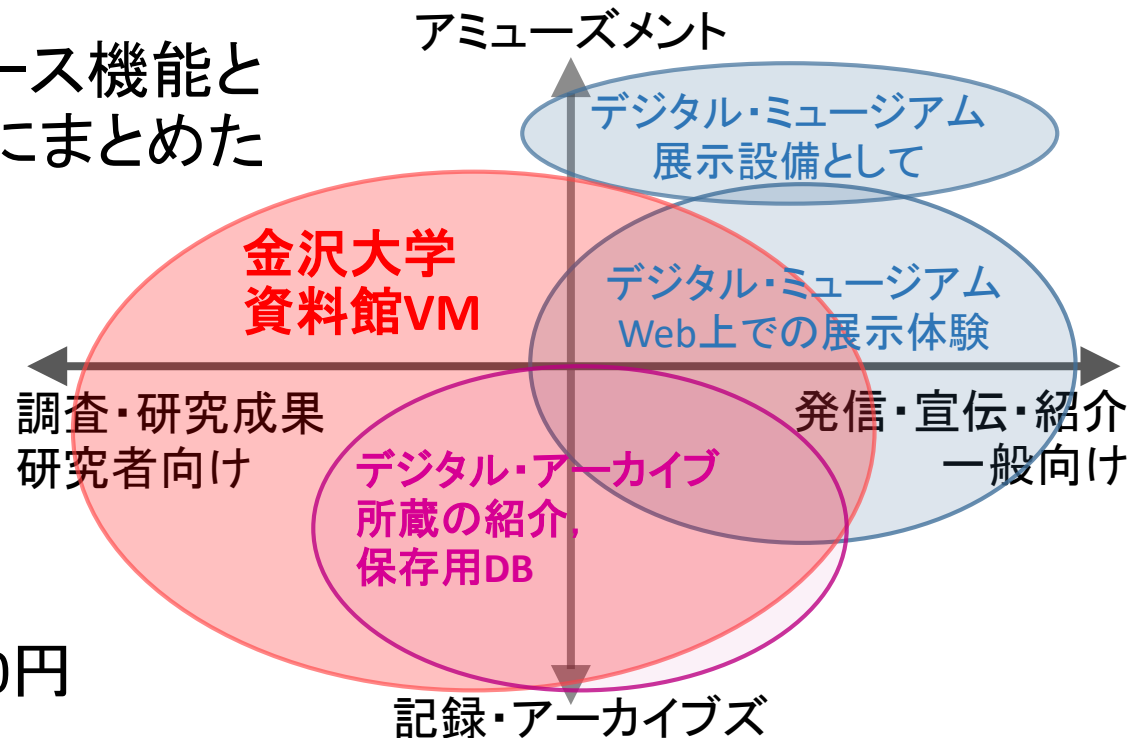 アミューズメント
ース機能と
にまとめた
デジタル・ミュージアム
展示設備として
金沢大学
資料館VM
デジタル・ミュージアム
Web上での展示体験
調査・研究成果
研究者向け
発信・宣伝・紹介
一般向け
デジタル・アーカイブ
所蔵の紹介,
保存用DB
0円
記録・アーカイブズ